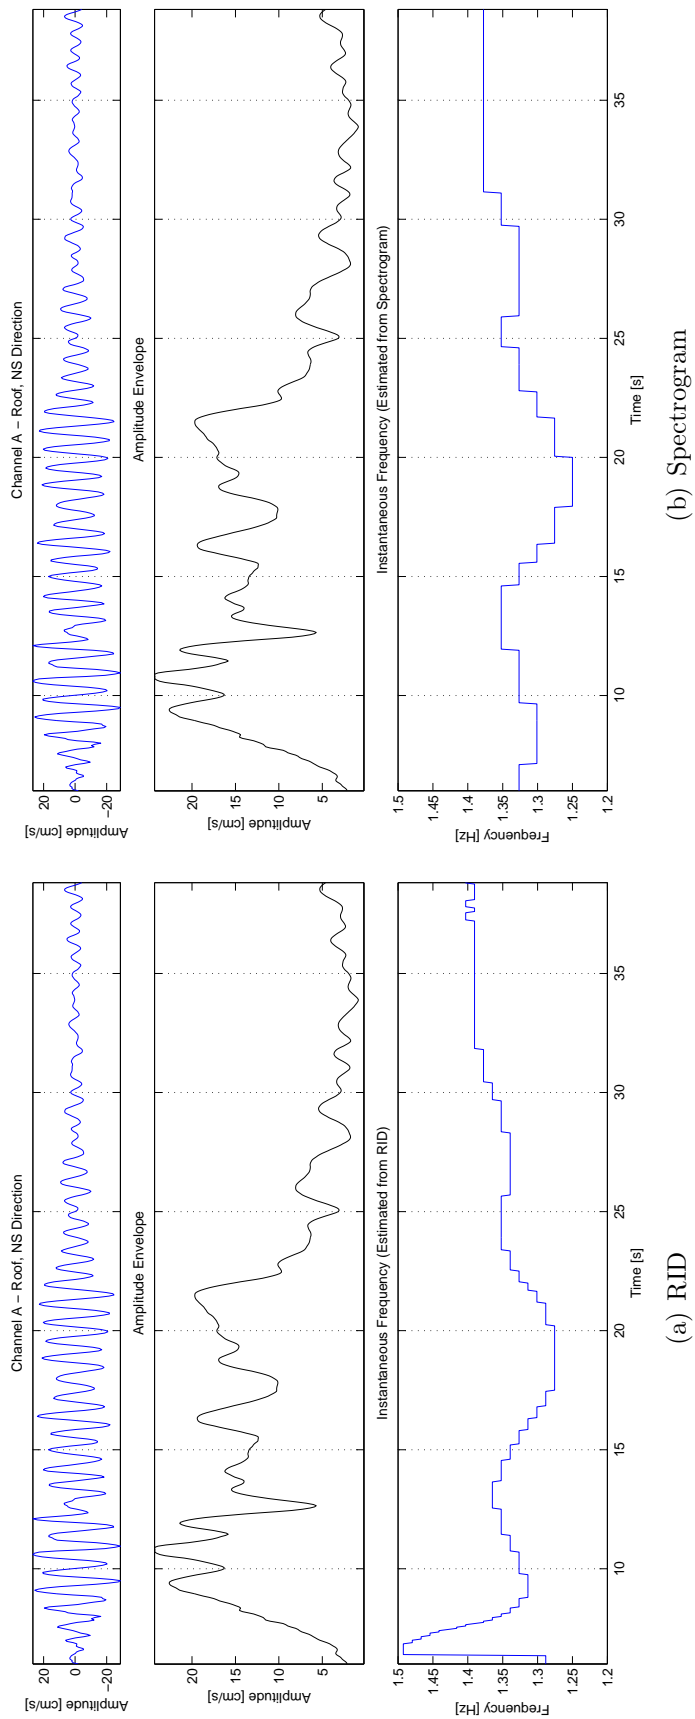 Channel A − Roof, NS Direction
20
0
−20
Amplitude [cm/s]
Amplitude Envelope
20
15
10
5
Amplitude [cm/s]
Instantaneous Frequency (Estimated from RID)
1.5
1.45
1.4
1.35
1.3
1.25
1.2
Frequency [Hz]
10
15
20
25
30
35
Time [s]
(a) RID
Channel A − Roof, NS Direction
20
0
−20
Amplitude [cm/s]
Amplitude Envelope
20
15
10
5
Amplitude [cm/s]
Instantaneous Frequency (Estimated from Spectrogram)
1.5
1.45
1.4
1.35
1.3
1.25
1.2
Frequency [Hz]
10
15
20
25
30
35
Time [s]
(b) Spectrogram